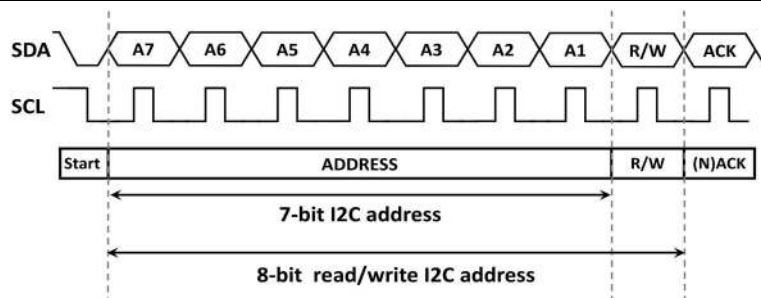 SDA A7 A6 A5 A4 A3 A2 A1 R/W ACK
SCL
Start ADDRESS R/W (N)ACK
7-bit I2C address
8-bit read/write I2C address